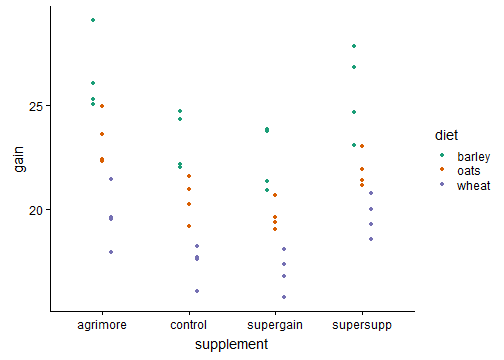 gain
25
20
agrimore control supergain supersupp
supplement
diet
barley
oats
wheat